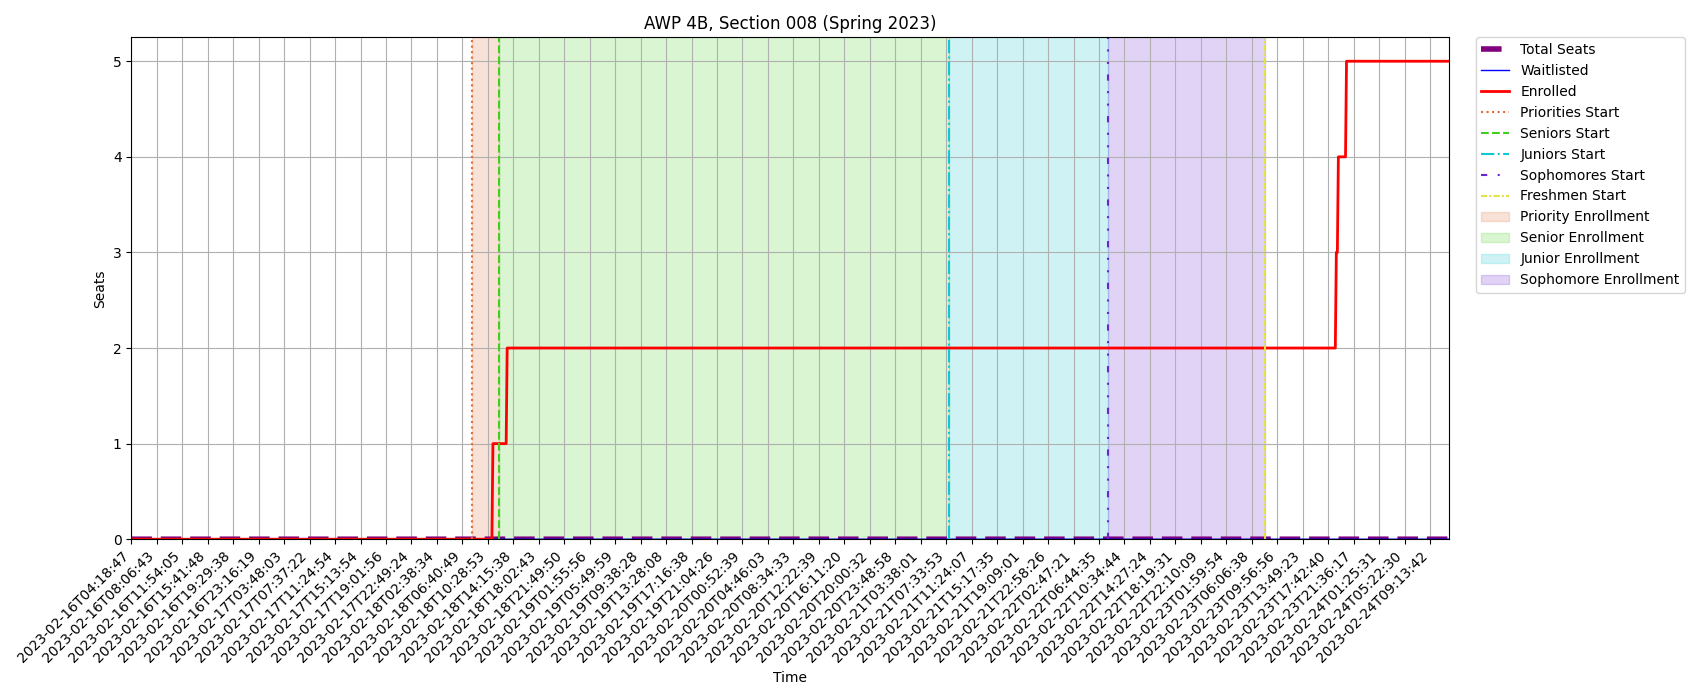 AWP 4B, Section 008 (Spring 2023)
Seats
5
4
3
2
1
0
2023-02-16T04:18:47
2023-02-16T08:06:43
2023-02-16T11:54:05
2023-02-16T15:41:48
2023-02-16T19:29:38
2023-02-16T23:16:19
2023-02-17T03:48:03
2023-02-17T07:37:22
2023-02-17T11:24:54
2023-02-17T15:13:54
2023-02-17T19:01:56
2023-02-17T22:49:24
2023-02-18T02:38:34
2023-02-18T06:40:49
2023-02-18T10:28:53
2023-02-18T14:15:38
2023-02-18T18:02:43
2023-02-18T21:49:50
2023-02-19T01:55:56
2023-02-19T05:49:59
2023-02-19T09:38:28
2023-02-19T13:28:08
2023-02-19T17:16:38
2023-02-19T21:04:26
2023-02-20T00:52:39
2023-02-20T04:46:03
2023-02-20T08:34:33
2023-02-20T12:22:39
2023-02-20T16:11:20
2023-02-20T20:00:32
2023-02-20T23:48:58
2023-02-21T03:38:01
2023-02-21T07:33:53
2023-02-21T11:24:07
2023-02-21T15:17:35
2023-02-21T19:09:01
2023-02-21T22:58:26
2023-02-22T02:47:21
2023-02-22T06:44:35
2023-02-22T10:34:44
2023-02-22T14:27:24
2023-02-22T18:19:31
2023-02-22T22:10:09
2023-02-23T01:59:54
2023-02-23T06:06:38
2023-02-23T09:56:56
2023-02-23T13:49:23
2023-02-23T17:42:40
2023-02-23T21:36:17
2023-02-24T01:25:31
2023-02-24T05:22:30
2023-02-24T09:13:42
Time
Total Seats
Waitlisted
Enrolled
Priorities Start
Seniors Start
Juniors Start
Sophomores Start
Freshmen Start
Priority Enrollment
Senior Enrollment
Junior Enrollment
Sophomore Enrollment